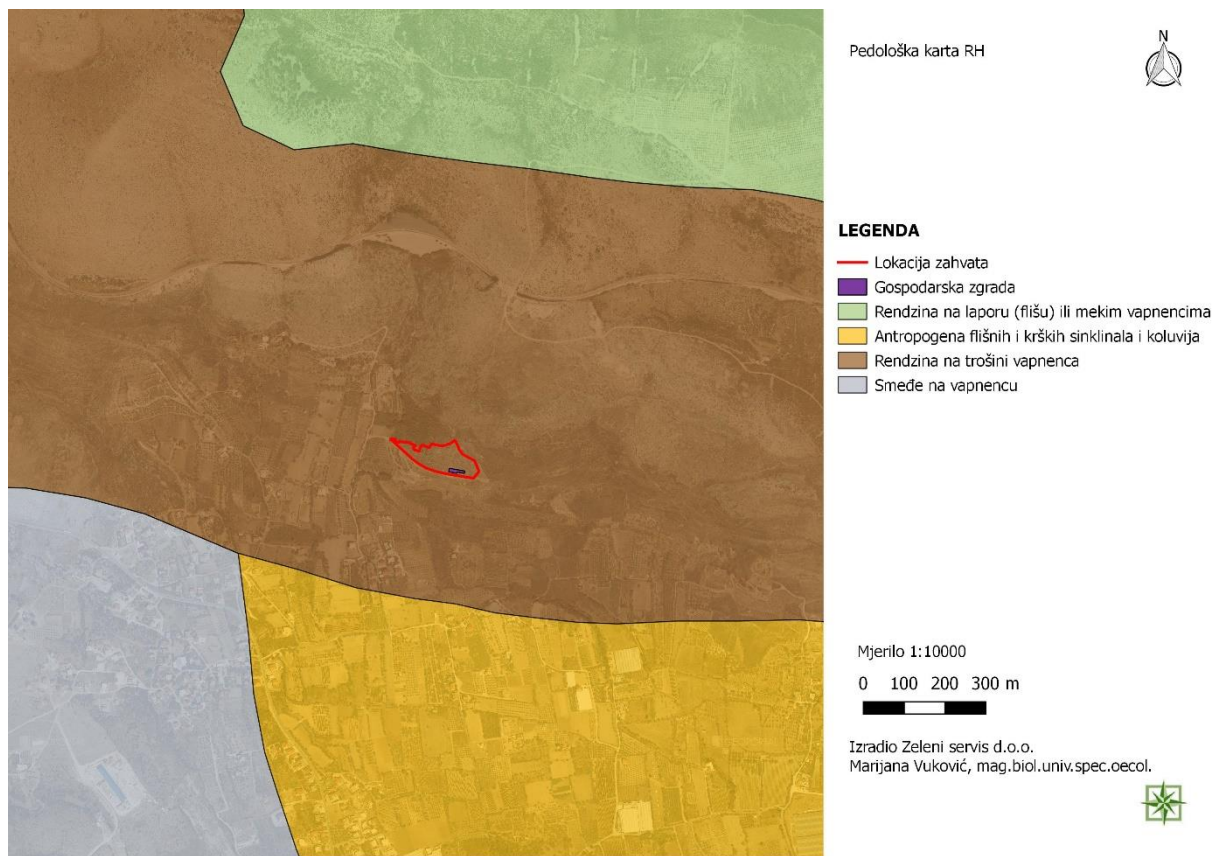 Pedološka karta RH
N
LEGENDA
Lokacija zahvata
Gospodarska zgrada
Rendzina na laporu (flišu) ili mekim vapnencima
Antropogena flišnih i krških sinklinala i koluvija
Rendzina na trošini vapnenca
Smeđe na vapnencu
Mjerilo 1:10000
0 100 200 300 m
Izradio Zeleni servis d.o.o.
Marijana Vuković, mag.biol.univ.spec.oecol.